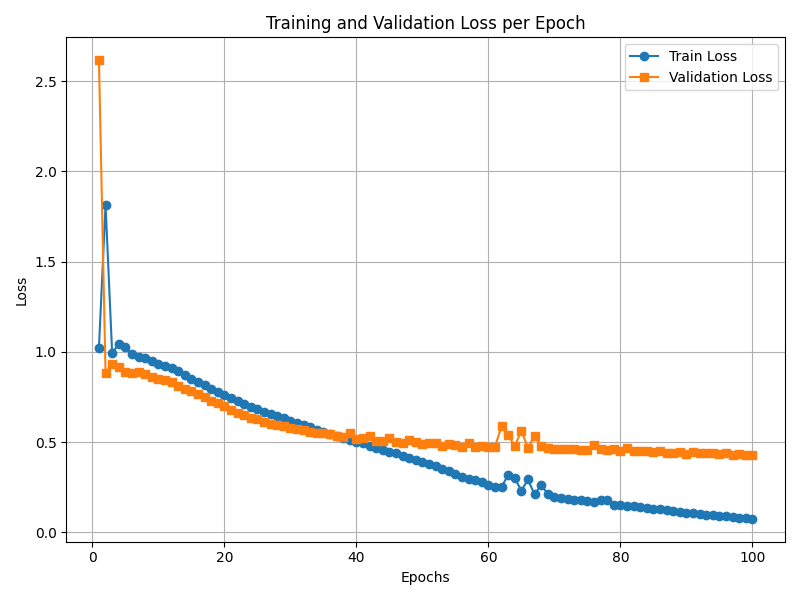 Training and Validation Loss per Epoch
Train Loss
Validation Loss
2.5
2.0
1.5
1.0
0.5
0.0
Loss
0 20 40 60 80 100
Epochs